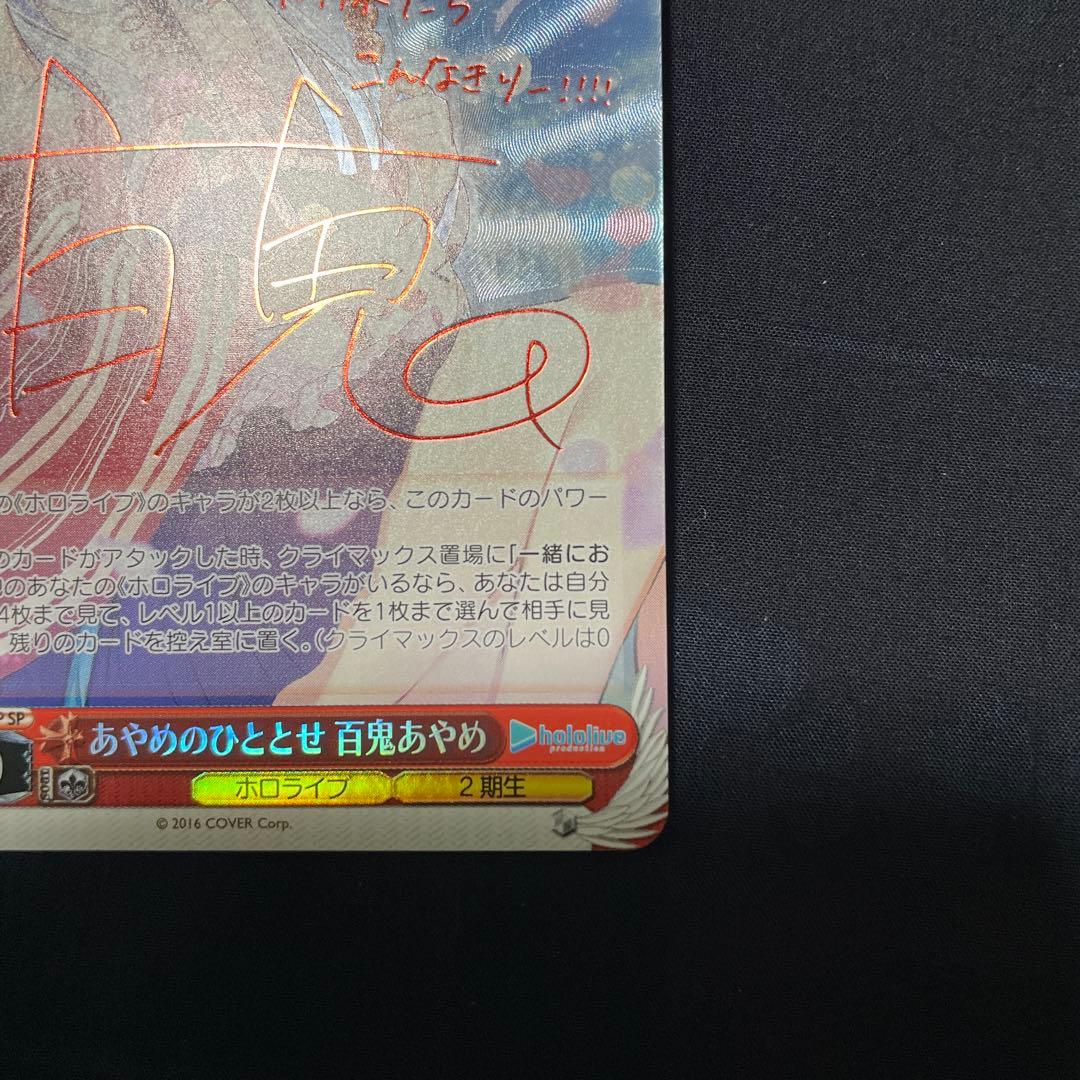 こんなきりー!!!!
百鬼
の《ホロライブ》のキャラが2枚以上なら、このカードのパワー
のカードがアタックした時、クライマックス置場に「一緒にお
のあなたの《ホロライブ》のキャラがいるなら、あなたは自分
4枚まで見て、レベル1以上のカードを1枚まで選んで相手に見
残りのカードを控え室に置く。(クライマックスのレベルは0
SP
あやめのひととせ 百鬼あやめ
hololive
production
ホロライブ
2期生
© 2016 COVER Corp.